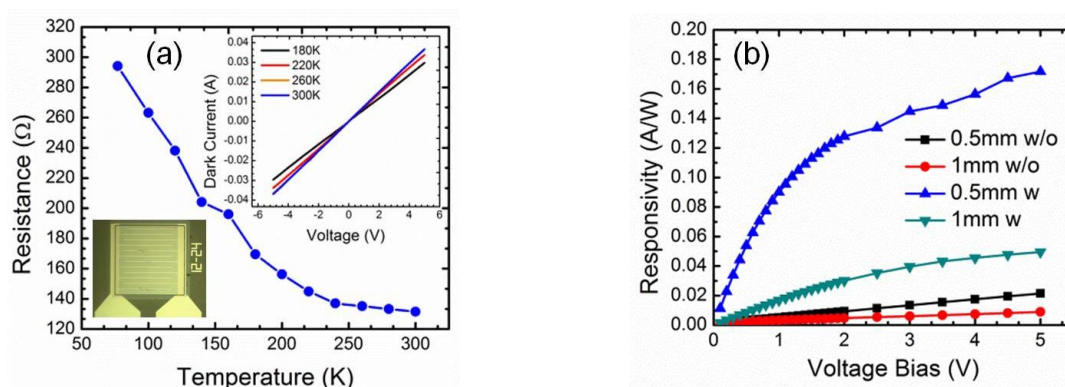 (a)
320
300
280
260
240
220
200
180
160
140
120
50 100 150 200 250 300
Resistance (Ω)
Temperature (K)
0.04
0.03
0.02
0.01
0.00
-0.01
-0.02
-0.03
-0.04
-6 -4 -2 0 2 4 6
Dark Current (A)
Voltage (V)
180K
220K
260K
300K
12-24
(b)
0.20
0.18
0.16
0.14
0.12
0.10
0.08
0.06
0.04
0.02
0.00
0 1 2 3 4 5
Responsivity (A/W)
Voltage Bias (V)
0.5mm w/o
1mm w/o
0.5mm w
1mm w